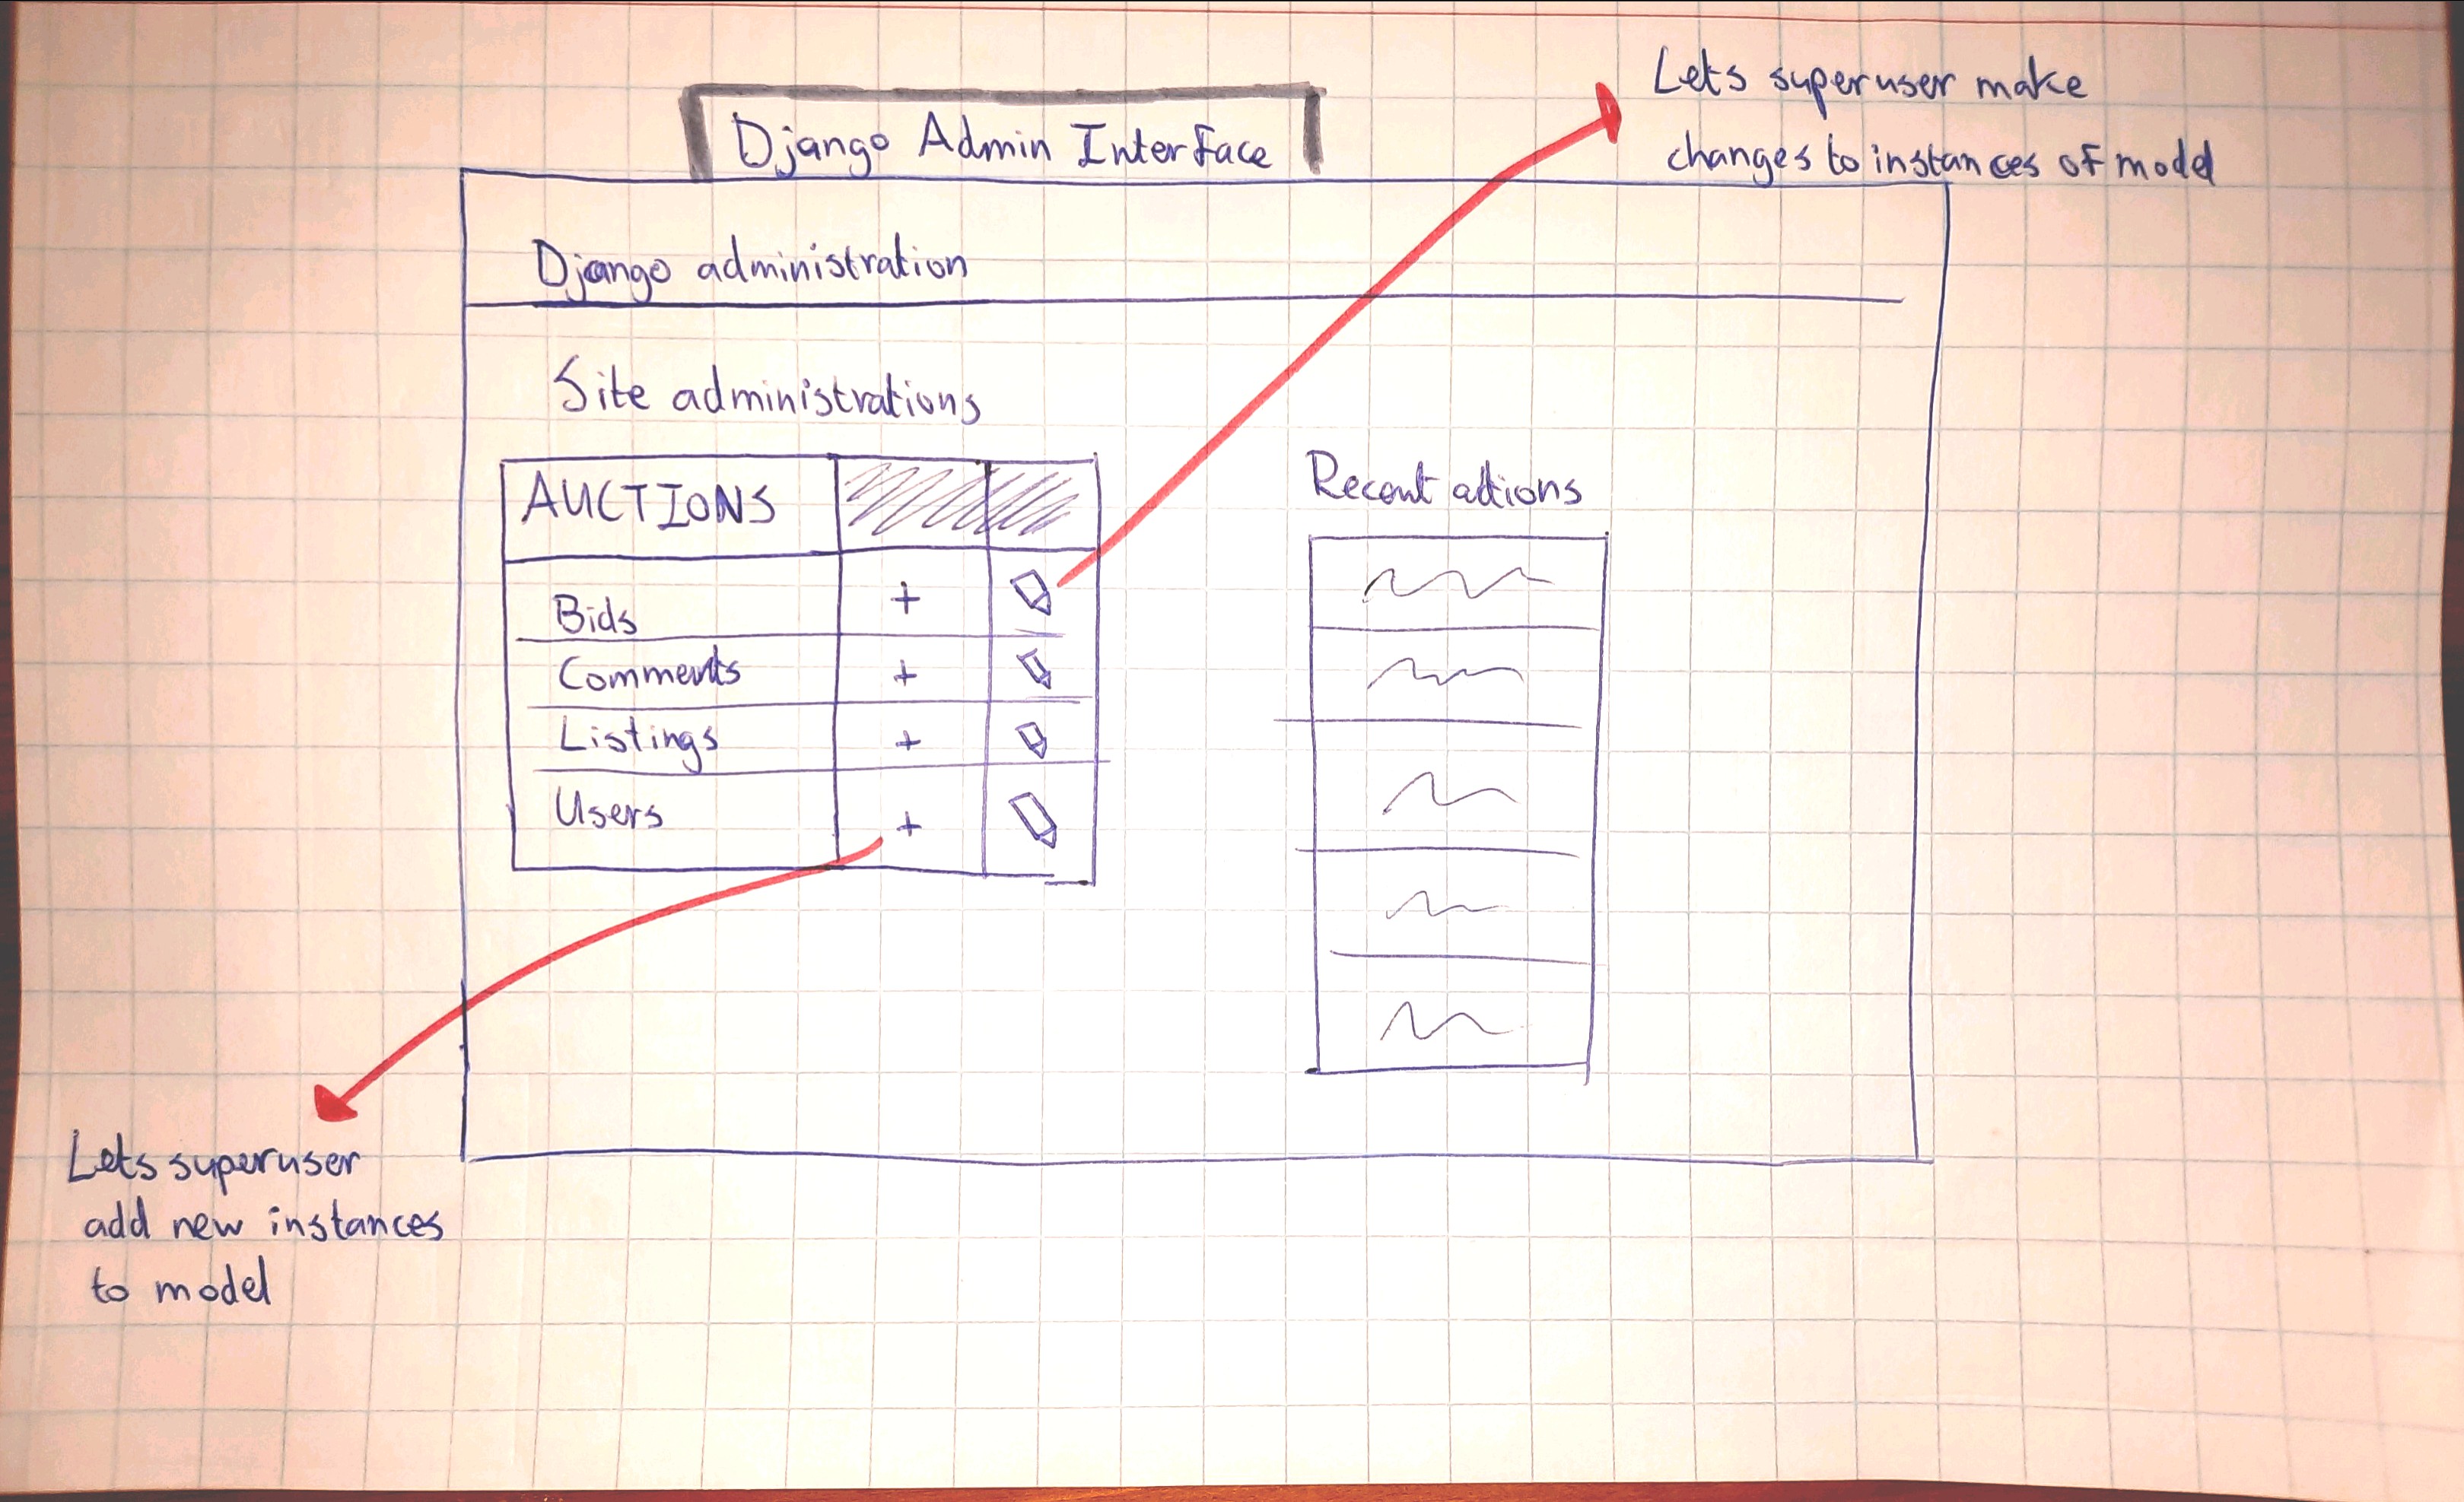 Django Admin Interface
Lets superuser make
changes to instances of model
Django administration
Site administrations
AUCTIONS
Bids + 
Comments +
Listings +
Users +
Recent actions
Lets superuser
add new instances
to model